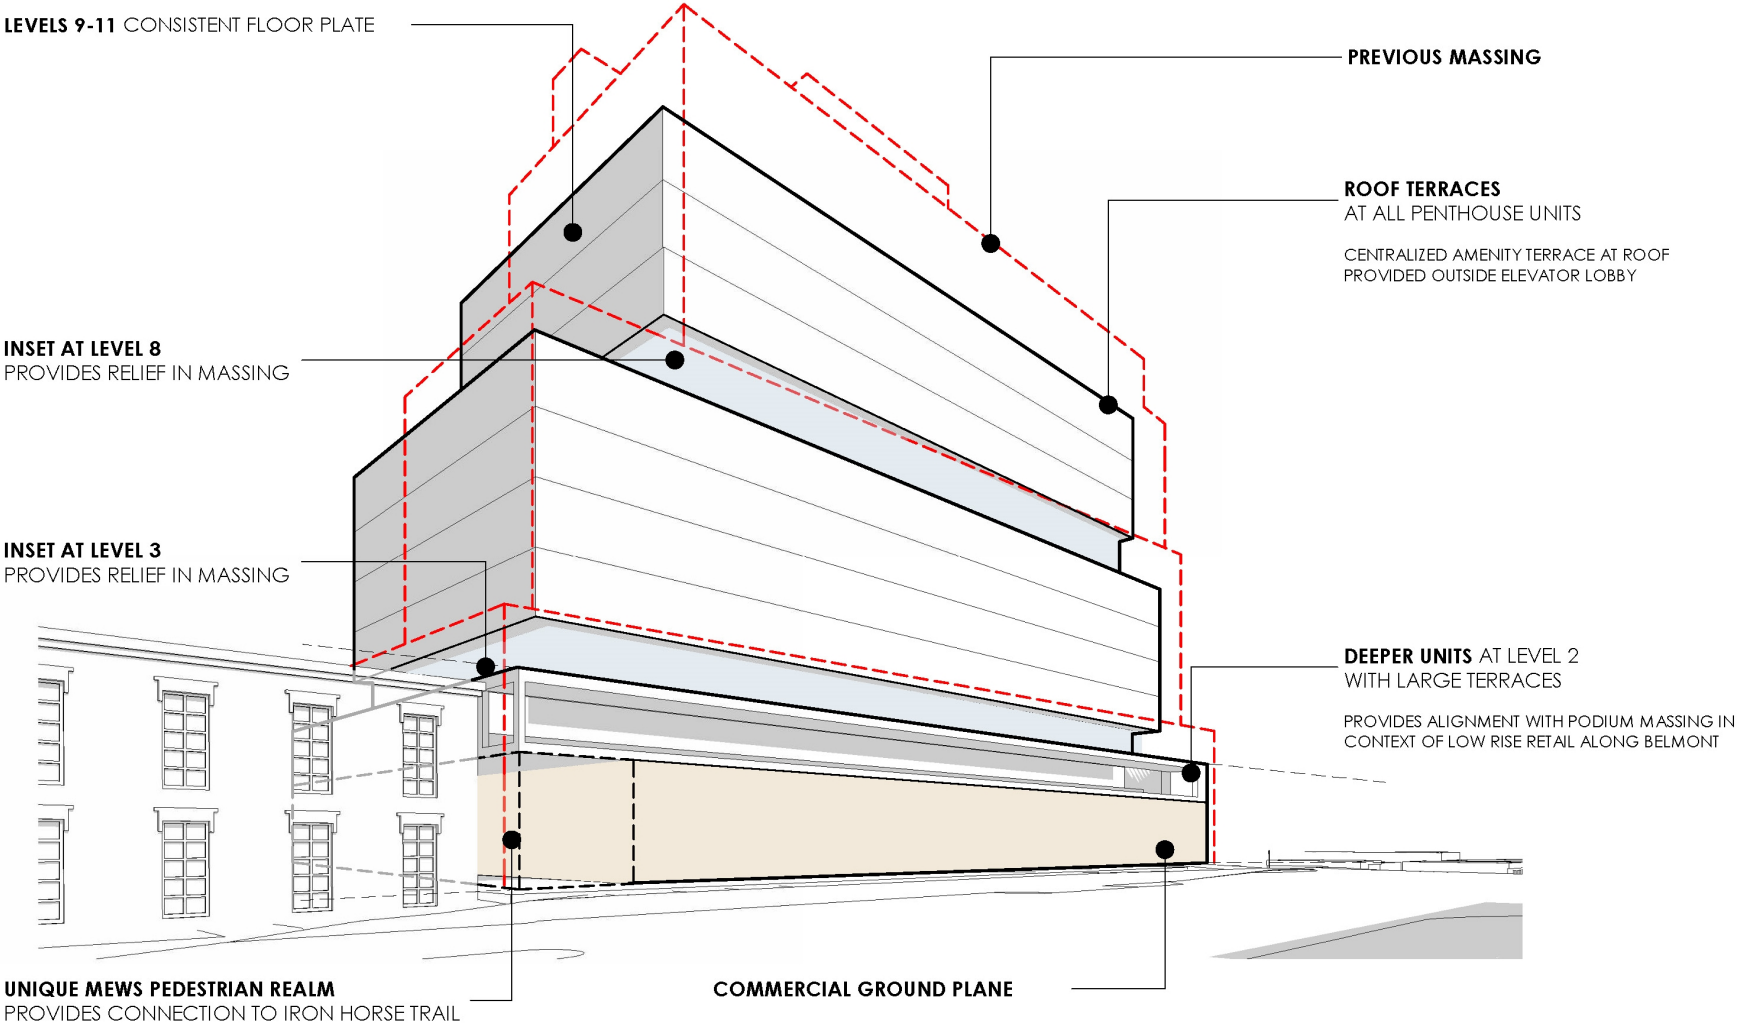 LEVELS 9-11 CONSISTENT FLOOR PLATE
PREVIOUS MASSING
ROOF TERRACES
AT ALL PENTHOUSE UNITS
CENTRALIZED AMENITY TERRACE AT ROOF
PROVIDED OUTSIDE ELEVATOR LOBBY
INSET AT LEVEL 8
PROVIDES RELIEF IN MASSING
INSET AT LEVEL 3
PROVIDES RELIEF IN MASSING
DEEPER UNITS AT LEVEL 2
WITH LARGE TERRACES
PROVIDES ALIGNMENT WITH PODIUM MASSING IN
CONTEXT OF LOW RISE RETAIL ALONG BELMONT
UNIQUE MEWS PEDESTRIAN REALM
PROVIDES CONNECTION TO IRON HORSE TRAIL
COMMERCIAL GROUND PLANE